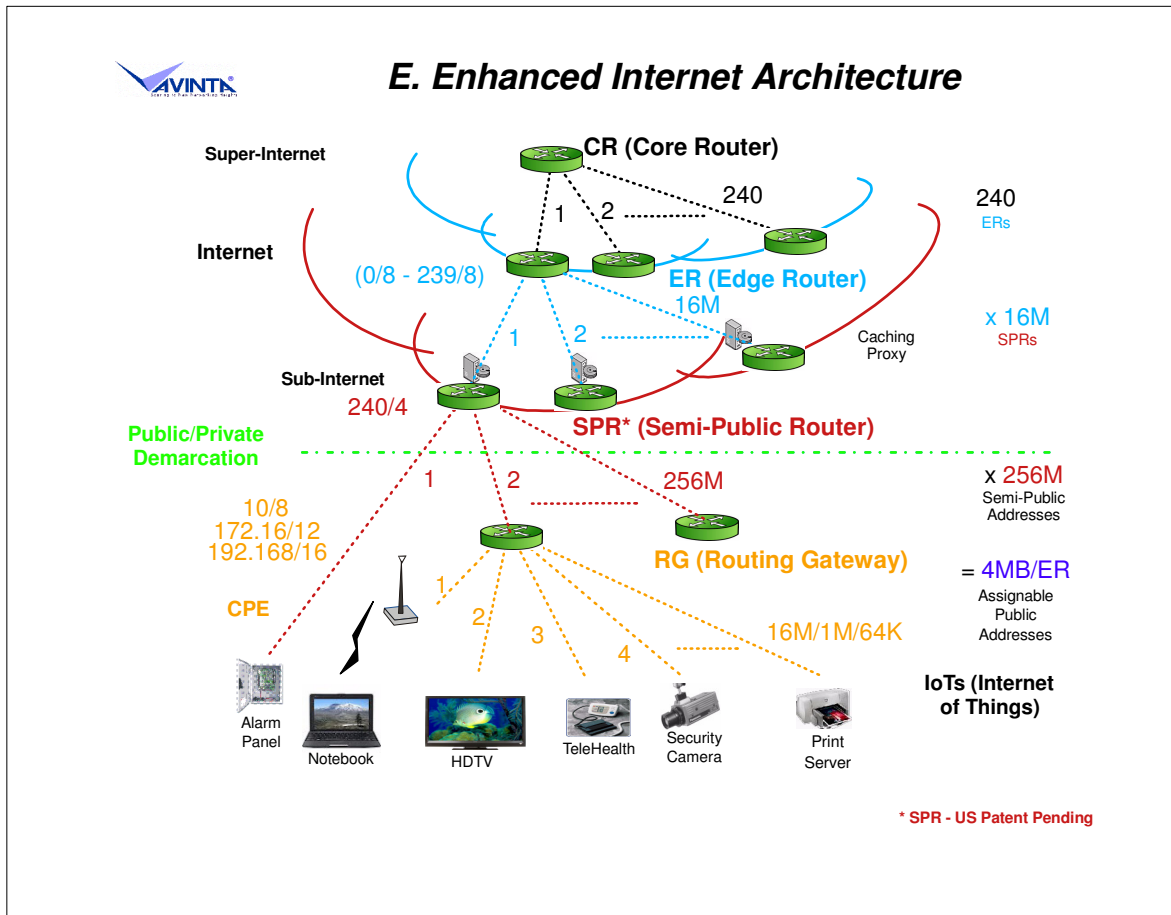 AVINTA®
E. Enhanced Internet Architecture
Super-Internet
CR (Core Router)
1
2
240
240
ERs
Internet
(0/8 - 239/8)
ER (Edge Router)
16M
1
2
x 16M
SPRs
Caching
Proxy
Sub-Internet
240/4
SPR* (Semi-Public Router)
Public/Private
Demarcation
1
2
256M
x 256M
Semi-Public
Addresses
10/8
172.16/12
192.168/16
RG (Routing Gateway)
= 4MB/ER
Assignable
Public
Addresses
CPE
1
2
3
4
16M/1M/64K
IoTs (Internet
of Things)
Alarm
Panel
Notebook
HDTV
TeleHealth
Security
Camera
Print
Server
* SPR - US Patent Pending